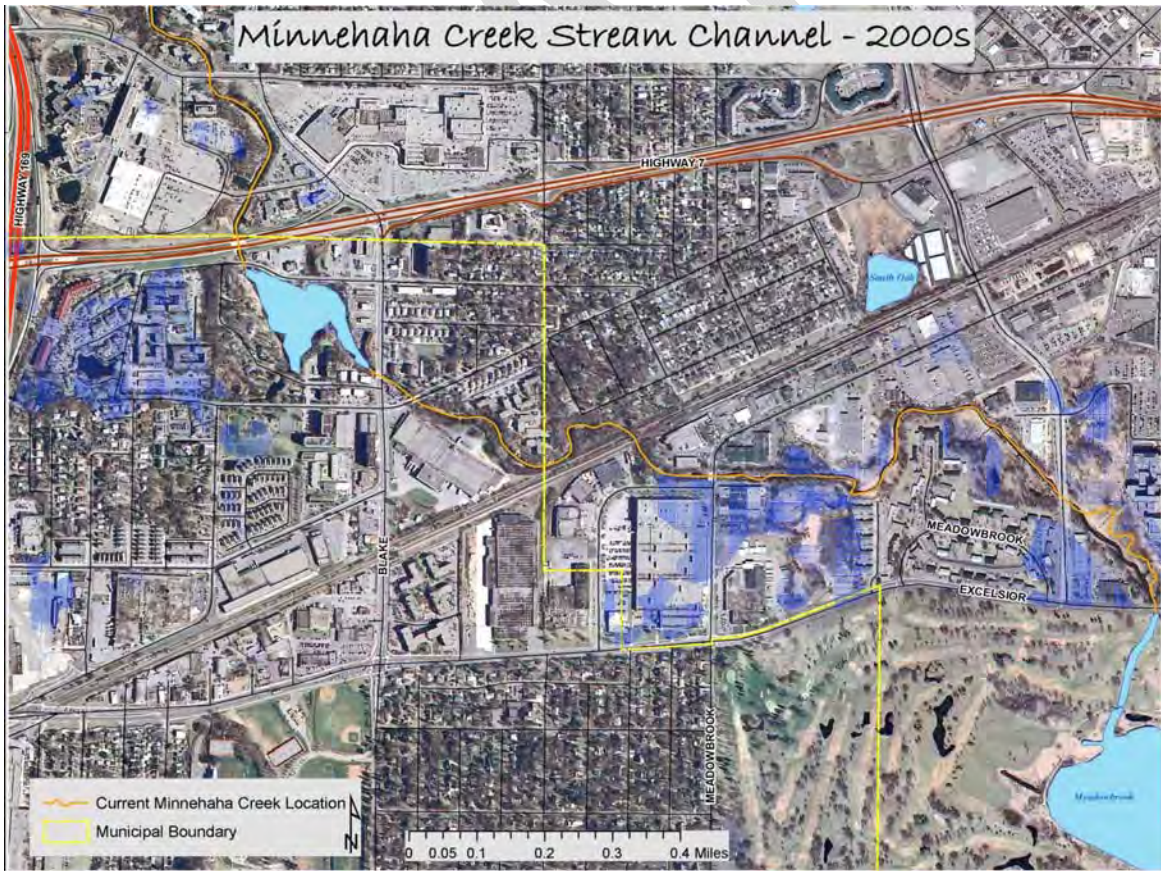 Minnehaha Creek Stream Channel - 2000s
HIGHWAY 169
HIGHWAY 7
South Oak
BLAKE
MEADOWBROOK
EXCELSIOR
MEADOWBROOK
Meadowbrook
Current Minnehaha Creek Location
Municipal Boundary
N
0 0.05 0.1 0.2 0.3 0.4 Miles